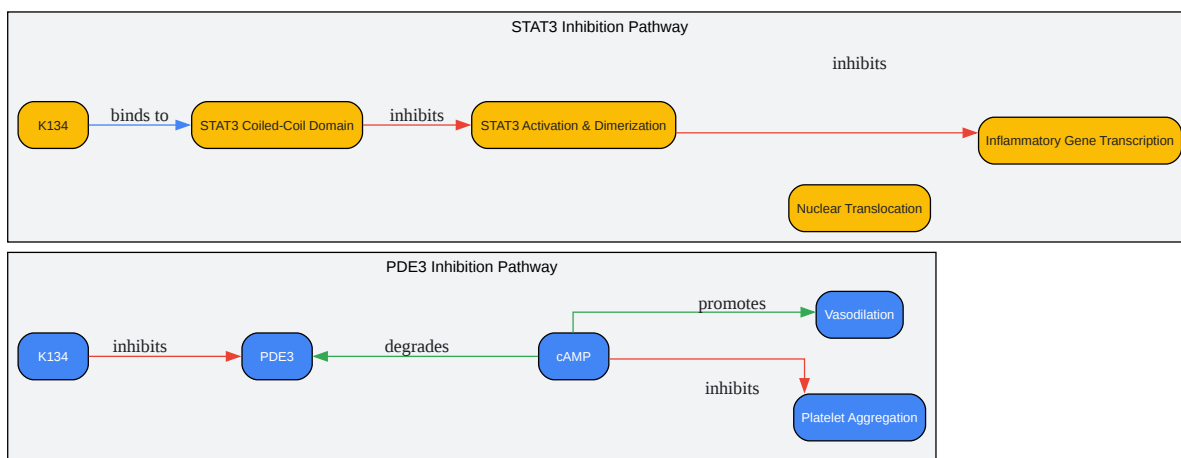 STAT3 Inhibition Pathway
inhibits
K134
binds to
STAT3 Coiled-Coil Domain
inhibits
STAT3 Activation & Dimerization
Inflammatory Gene Transcription
Nuclear Translocation
PDE3 Inhibition Pathway
promotes
Vasodilation
K134
inhibits
PDE3
degrades
cAMP
inhibits
Platelet Aggregation